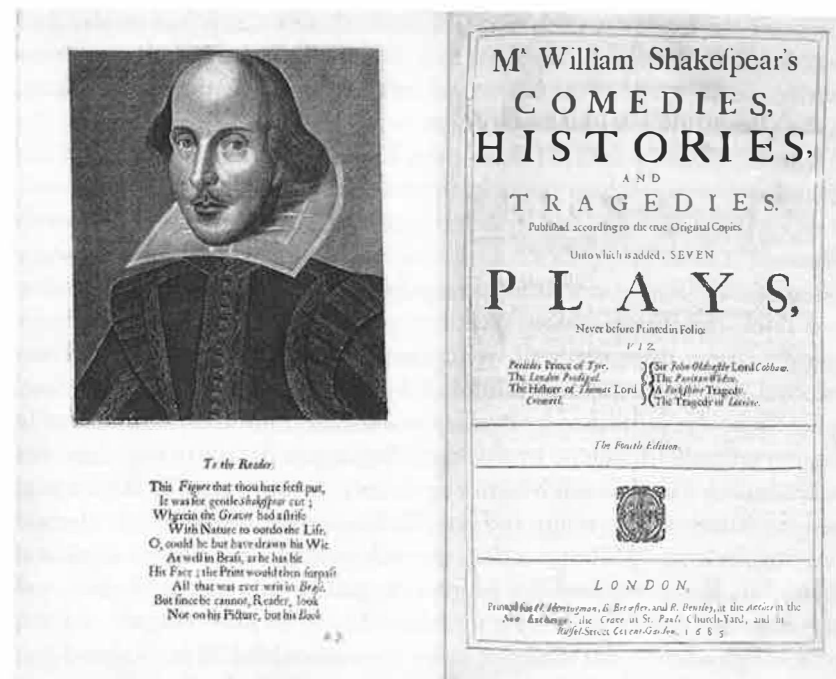 To the Reader.
This Figure that thou here seeſt put,
It was for gentle Shakeſpear cut;
Wherein the Graver had a ſtrife
With Nature to outdo the Life.
O, could he but have drawn his Wit
As well in Braſs, as he has hit
His Face; the Print would then ſurpaſs
All that was ever writ in Braſs.
But ſince he cannot, Reader, look
Not on his Picture, but his Book.
B. J.
Mr William Shakeſpear's
COMEDIES,
HISTORIES,
AND
TRAGEDIES.
Publiſhed according to the true Original Copies.
Unto which is added, SEVEN
PLAYS,
Never before Printed in Folio:
VIZ.
Pericles Prince of Tyre.
The London Prodigal.
The Hiſtory of Thomas Lord
Cromwel.
Sir John Oldcaſtle Lord Cobham.
The Puritan Widow.
A Yorkſhire Tragedy.
The Tragedy of Locrine.
The Fourth Edition.
LONDON,
Printed for H. Herringman, E. Brewſter, and R. Bentley, at the Anchor in the
New Exchange, the Crane in St. Pauls Church-Yard, and in
Ruſſel-Street Covent-Garden, 1685